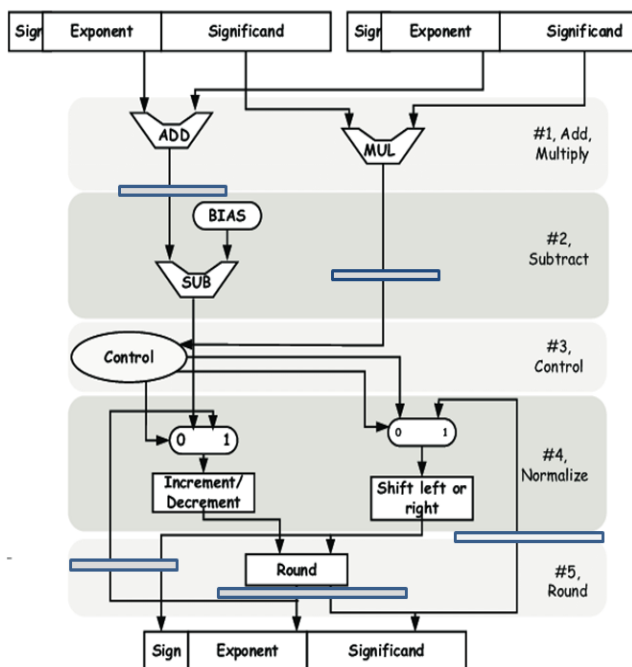 Sign Exponent Significand Sign Exponent Significand
ADD
MUL
#1, Add,
Multiply
BIAS
#2,
Subtract
SUB
Control
#3,
Control
0 1
0 1
#4,
Normalize
Increment/
Decrement
Shift left or
right
Round
#5,
Round
Sign Exponent Significand